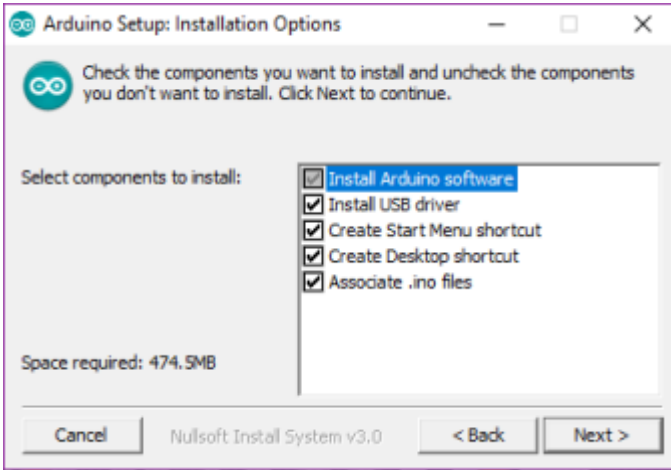 Arduino Setup: Installation Options
Check the components you want to install and uncheck the components
you don't want to install. Click Next to continue.
Select components to install:
Install Arduino software
Install USB driver
Create Start Menu shortcut
Create Desktop shortcut
Associate .ino files
Space required: 474.5MB
Cancel
Nullsoft Install System v3.0
< Back
Next >